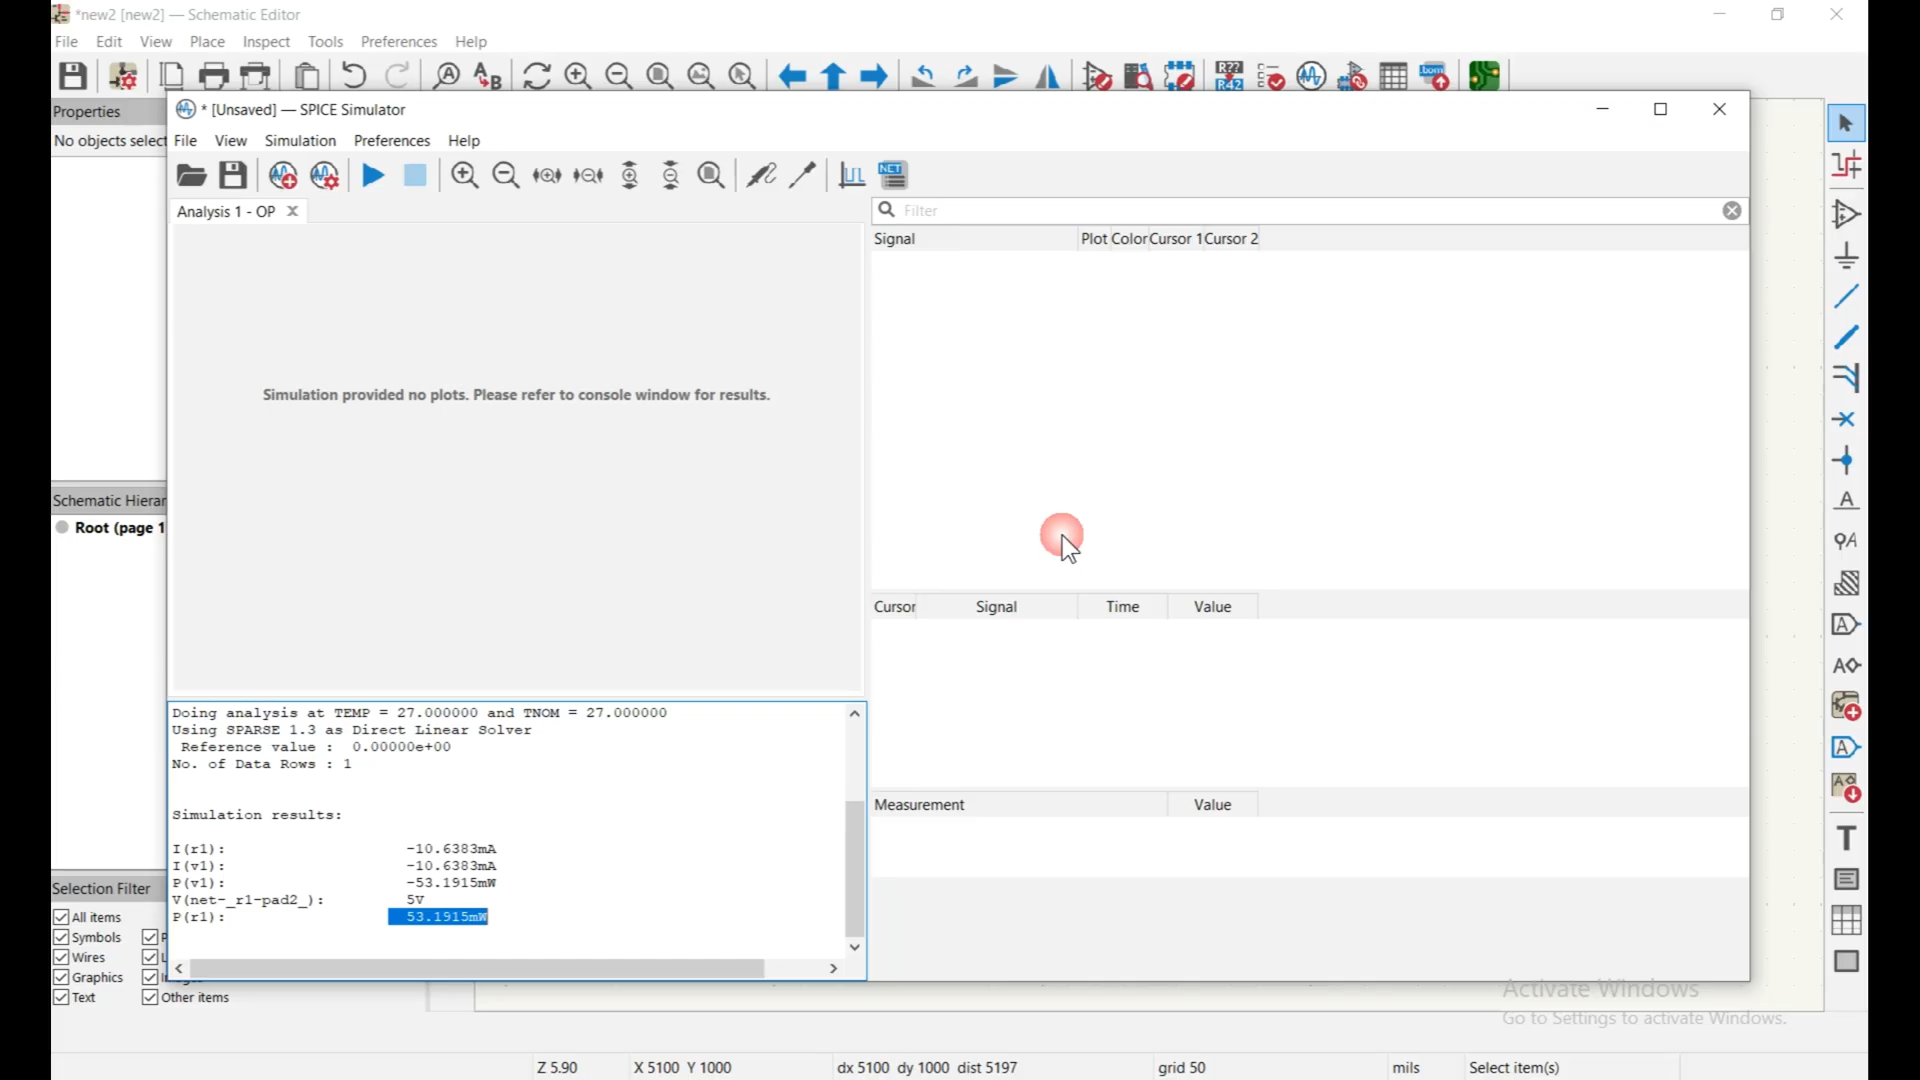 *new2 [new2] — Schematic Editor
File Edit View Place Inspect Tools Preferences Help
Properties
No objects select
* [Unsaved] — SPICE Simulator
File View Simulation Preferences Help
NET
Analysis 1 - OP
Filter
Signal Plot Color Cursor 1 Cursor 2
Simulation provided no plots. Please refer to console window for results.
Schematic Hierar
Root (page 1
Cursor Signal Time Value
Doing analysis at TEMP = 27.000000 and TNOM = 27.000000
Using SPARSE 1.3 as Direct Linear Solver
Reference value : 0.00000e+00
No. of Data Rows : 1
Measurement Value
Simulation results:
I(r1): -10.6383mA
I(v1): -10.6383mA
P(v1): -53.1915mW
V(net-_r1-pad2_): 5V
P(r1): 53.1915mW
Selection Filter
All items
Symbols P
Wires L
Graphics
Text Other items
Activate Windows
Go to Settings to activate Windows.
Z 5.90 X 5100 Y 1000 dx 5100 dy 1000 dist 5197 grid 50 mils Select item(s)